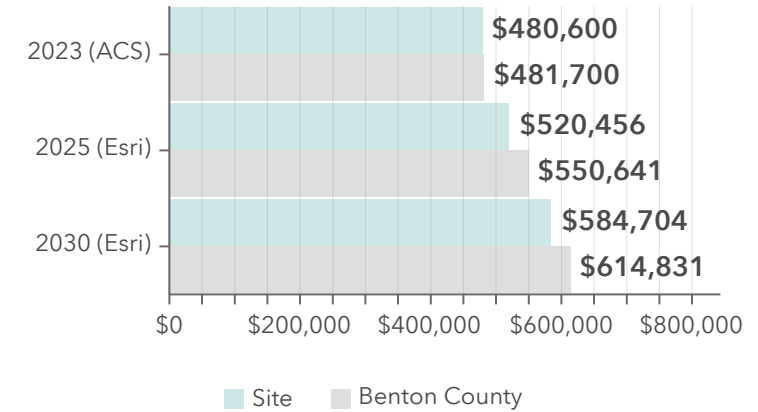 $480,600
2023 (ACS)
$481,700
$520,456
2025 (Esri)
$550,641
$584,704
2030 (Esri)
$614,831
$0 $200,000 $400,000 $600,000 $800,000
Site Benton County